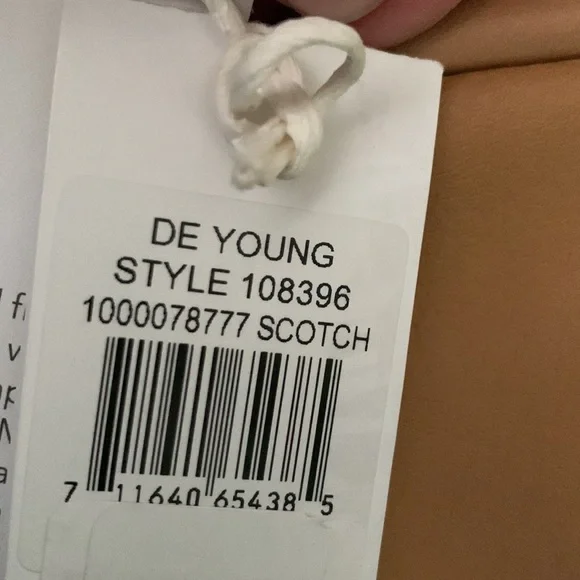 DE YOUNG
STYLE 108396
1000078777 SCOTCH
7 11640 65438 5